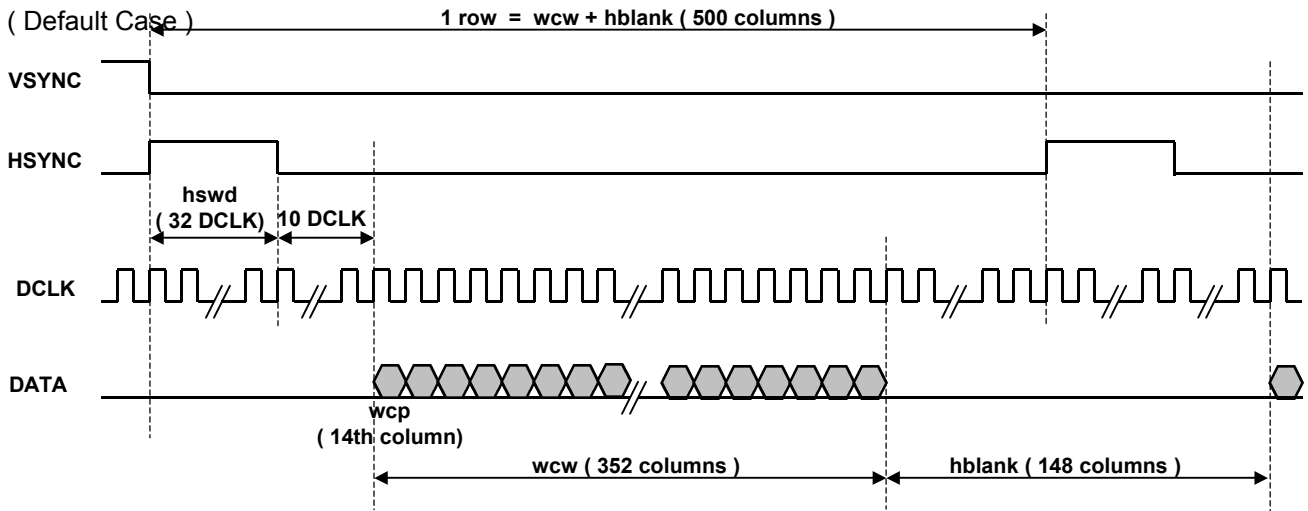 ( Default Case )
1 row = wcw + hblank ( 500 columns )
VSYNC
HSYNC
hswd
( 32 DCLK)
10 DCLK
DCLK
DATA
wcp
( 14th column)
wcw ( 352 columns )
hblank ( 148 columns )